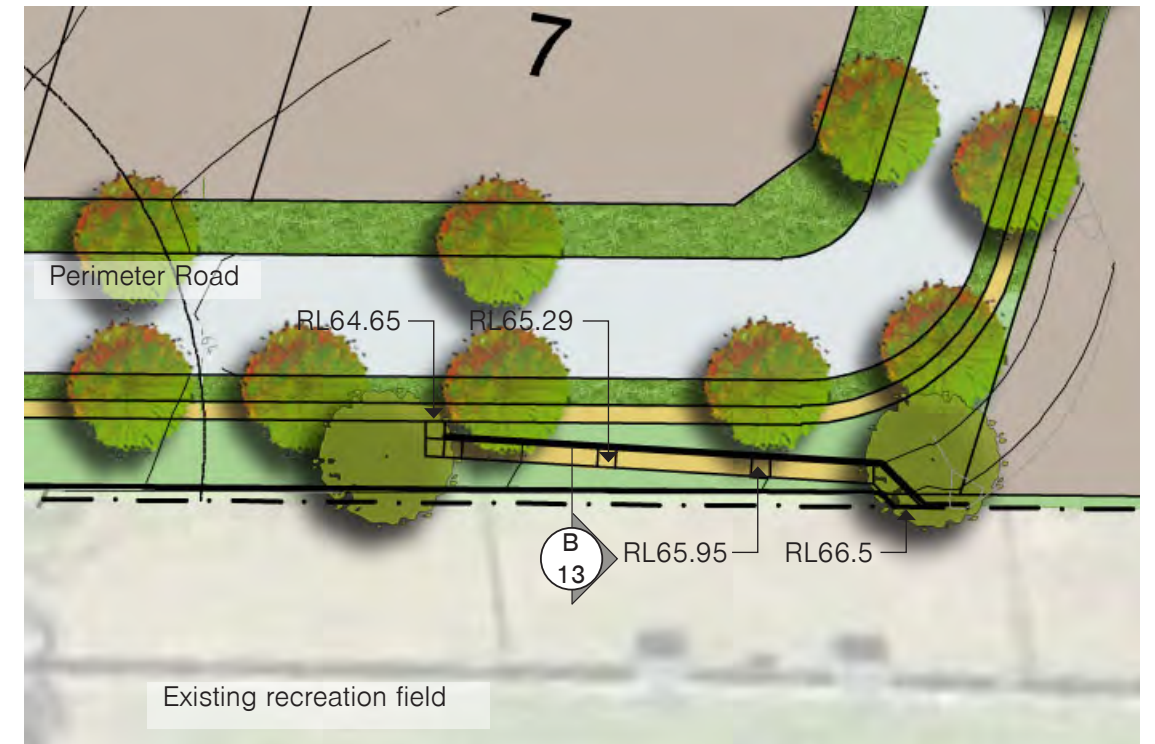 7
Perimeter Road
RL64.65
RL65.29
B
13
RL65.95
RL66.5
Existing recreation field